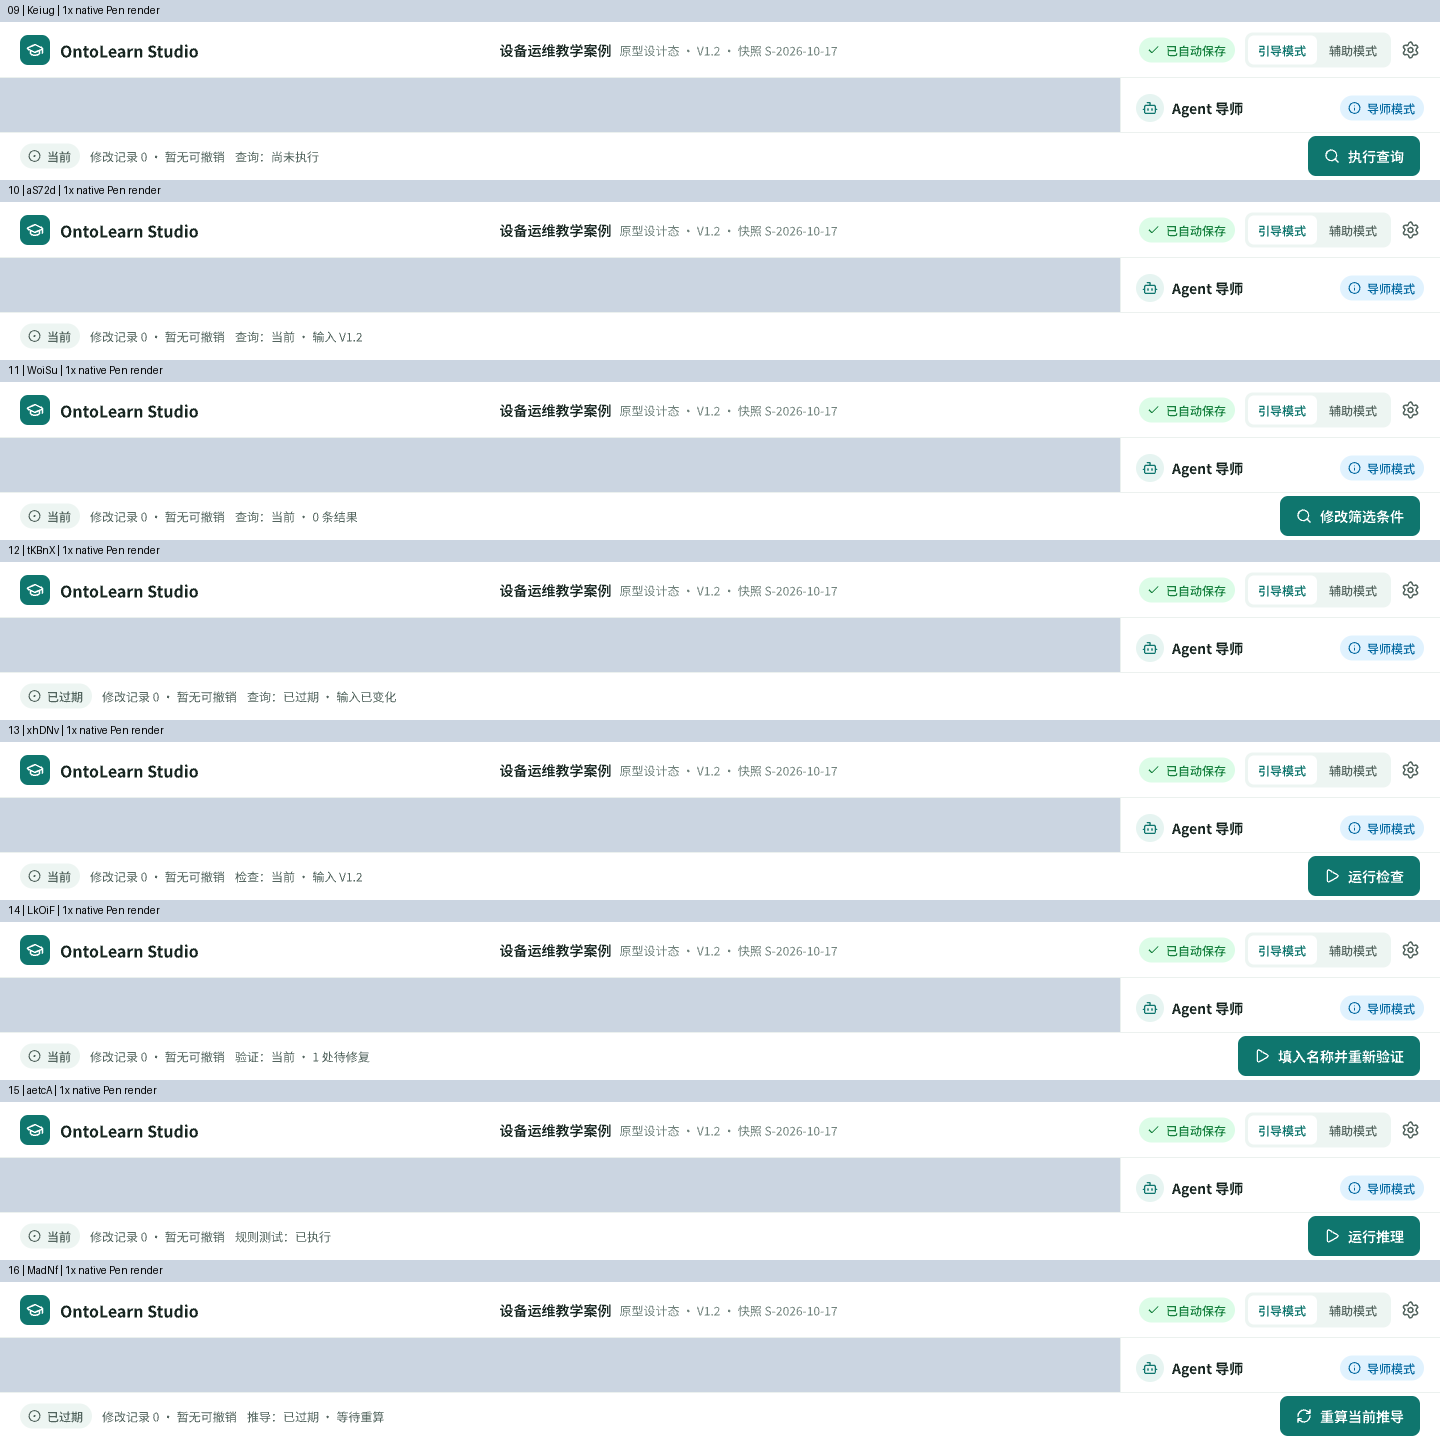 09 | Keiug | 1x native Pen render
OntoLearn Studio 设备运维教学案例 原型设计态 • V1.2 • 快照 S-2026-10-17 已自动保存 引导模式 辅助模式
Agent 导师 导师模式
当前 修改记录 0 • 暂无可撤销 查询：尚未执行 执行查询
10 | aS72d | 1x native Pen render
OntoLearn Studio 设备运维教学案例 原型设计态 • V1.2 • 快照 S-2026-10-17 已自动保存 引导模式 辅助模式
Agent 导师 导师模式
当前 修改记录 0 • 暂无可撤销 查询：当前 • 输入 V1.2
11 | WoiSu | 1x native Pen render
OntoLearn Studio 设备运维教学案例 原型设计态 • V1.2 • 快照 S-2026-10-17 已自动保存 引导模式 辅助模式
Agent 导师 导师模式
当前 修改记录 0 • 暂无可撤销 查询：当前 • 0 条结果 修改筛选条件
12 | tKBnX | 1x native Pen render
OntoLearn Studio 设备运维教学案例 原型设计态 • V1.2 • 快照 S-2026-10-17 已自动保存 引导模式 辅助模式
Agent 导师 导师模式
已过期 修改记录 0 • 暂无可撤销 查询：已过期 • 输入已变化
13 | xhDNv | 1x native Pen render
OntoLearn Studio 设备运维教学案例 原型设计态 • V1.2 • 快照 S-2026-10-17 已自动保存 引导模式 辅助模式
Agent 导师 导师模式
当前 修改记录 0 • 暂无可撤销 检查：当前 • 输入 V1.2 运行检查
14 | LkOiF | 1x native Pen render
OntoLearn Studio 设备运维教学案例 原型设计态 • V1.2 • 快照 S-2026-10-17 已自动保存 引导模式 辅助模式
Agent 导师 导师模式
当前 修改记录 0 • 暂无可撤销 验证：当前 • 1 处待修复 填入名称并重新验证
15 | aetcA | 1x native Pen render
OntoLearn Studio 设备运维教学案例 原型设计态 • V1.2 • 快照 S-2026-10-17 已自动保存 引导模式 辅助模式
Agent 导师 导师模式
当前 修改记录 0 • 暂无可撤销 规则测试：已执行 运行推理
16 | MadNf | 1x native Pen render
OntoLearn Studio 设备运维教学案例 原型设计态 • V1.2 • 快照 S-2026-10-17 已自动保存 引导模式 辅助模式
Agent 导师 导师模式
已过期 修改记录 0 • 暂无可撤销 推导：已过期 • 等待重算 重算当前推导